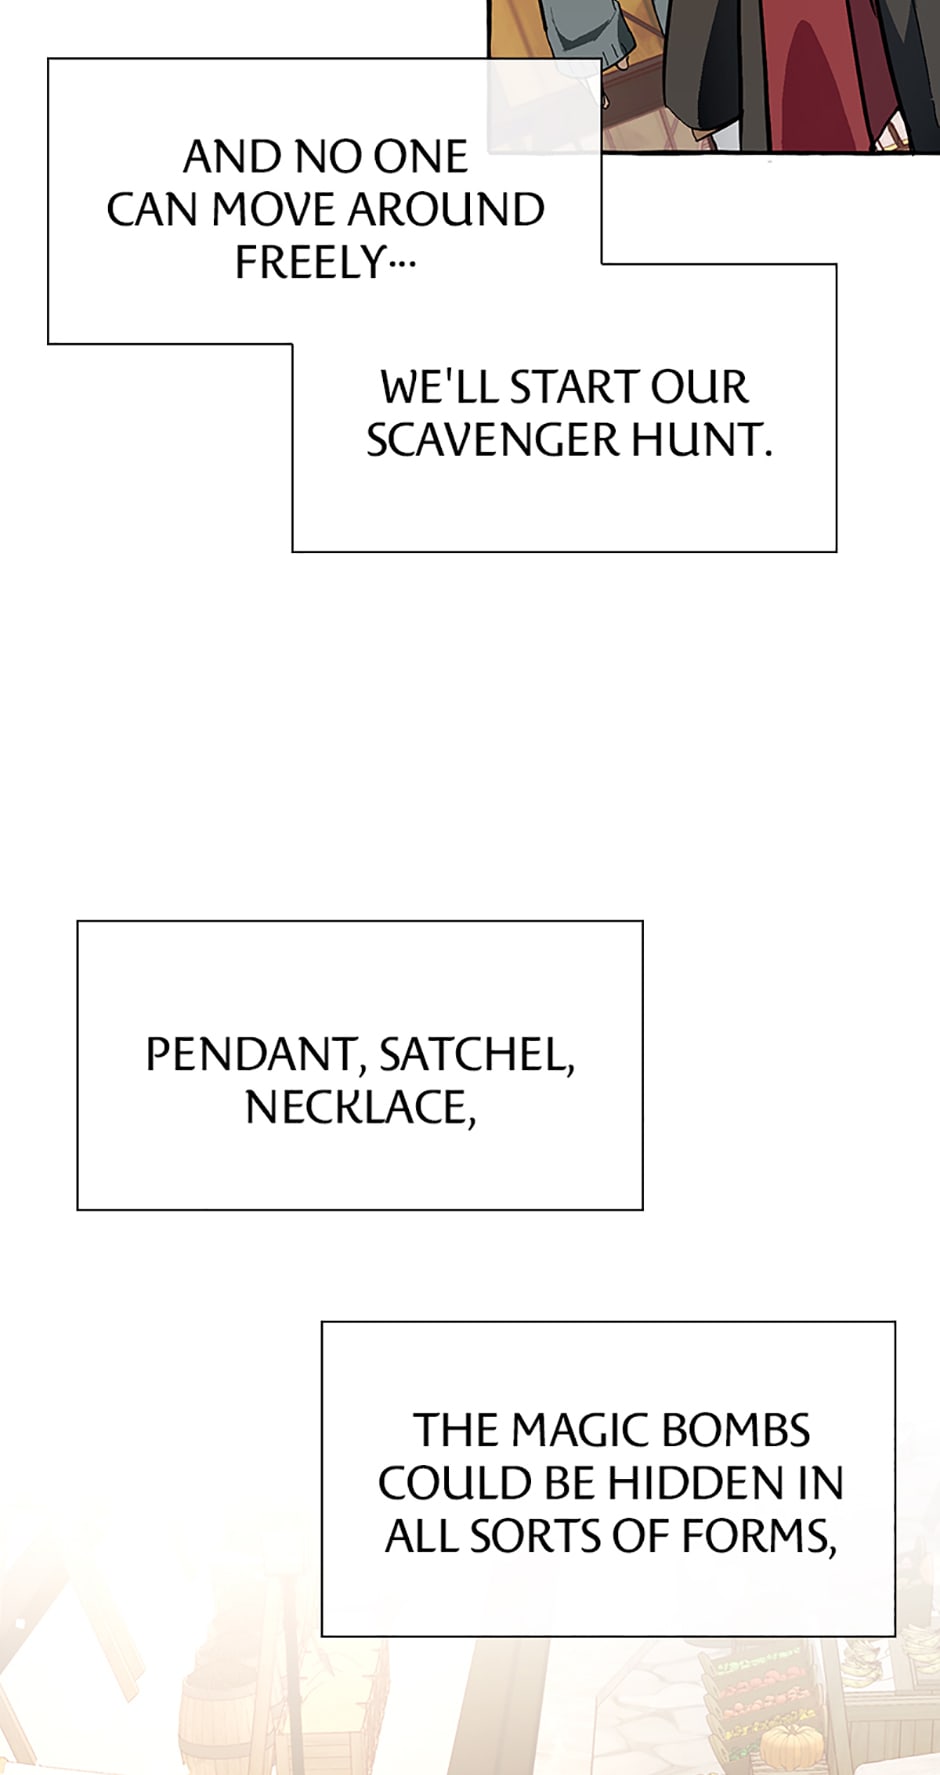 AND NO ONE
CAN MOVE AROUND
FREELY...
WE'LL START OUR
SCAVENGER HUNT.
PENDANT, SATCHEL,
NECKLACE,
THE MAGIC BOMBS
COULD BE HIDDEN IN
ALL SORTS OF FORMS,